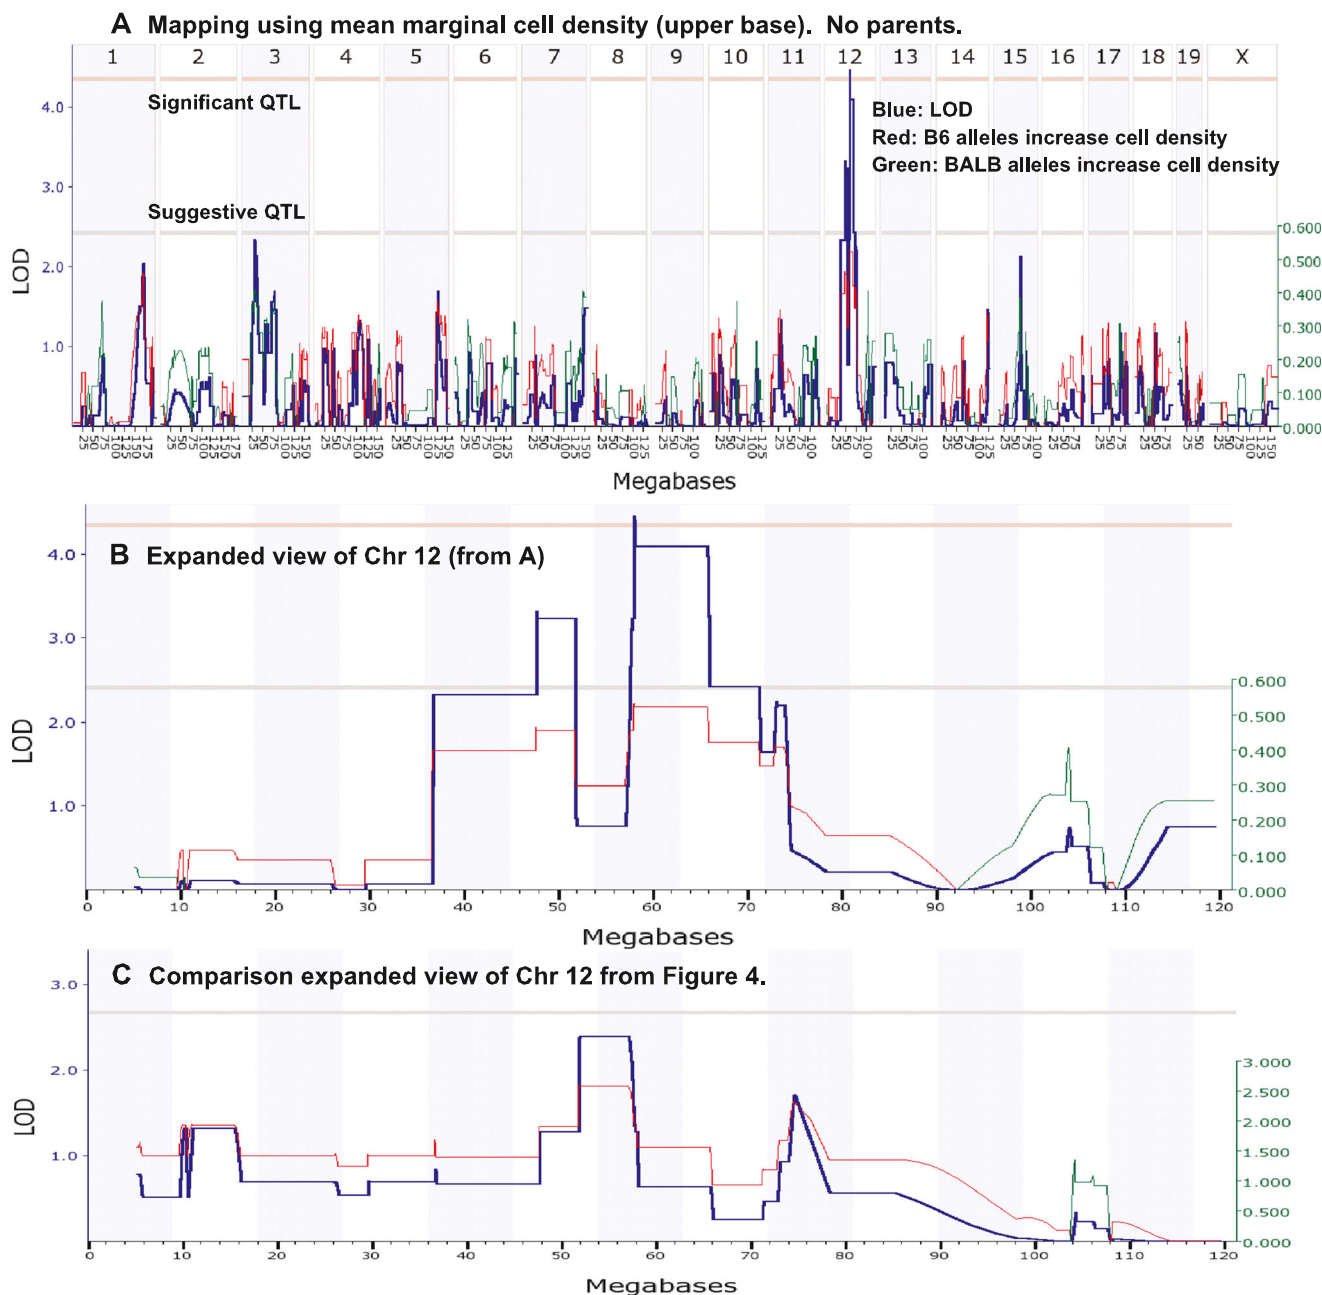 A Mapping using mean marginal cell density (upper base). No parents.
1 2 3 4 5 6 7 8 9 10 11 12 13 14 15 16 17 18 19 X
Significant QTL
Blue: LOD
Red: B6 alleles increase cell density
Green: BALB alleles increase cell density
Suggestive QTL
LOD
4.0
3.0
2.0
1.0
0.600
0.500
0.400
0.300
0.200
0.100
0.000
Megabases
B Expanded view of Chr 12 (from A)
LOD
4.0
3.0
2.0
1.0
0.600
0.500
0.400
0.300
0.200
0.100
0.000
0 10 20 30 40 50 60 70 80 90 100 110 120
Megabases
C Comparison expanded view of Chr 12 from Figure 4.
LOD
3.0
2.0
1.0
3.000
2.500
2.000
1.500
1.000
0.500
0.000
0 10 20 30 40 50 60 70 80 90 100 110 120
Megabases